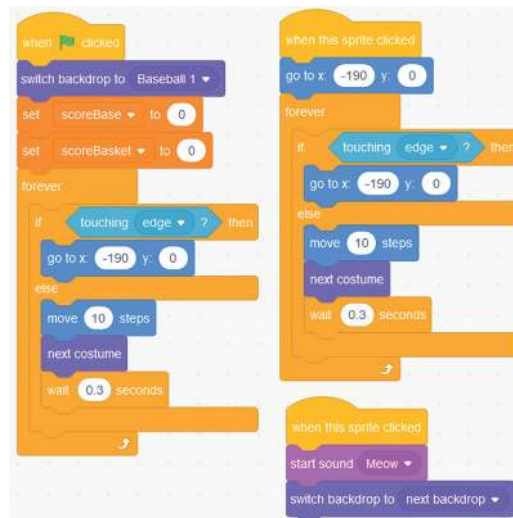 when clicked
switch backdrop to Baseball 1
set scoreBase to 0
set scoreBasket to 0
forever
if touching edge ? then
go to x: -190 y: 0
else
move 10 steps
next costume
wait 0.3 seconds
when this sprite clicked
go to x: -190 y: 0
forever
if touching edge ? then
go to x: -190 y: 0
else
move 10 steps
next costume
wait 0.3 seconds
when this sprite clicked
start sound Meow
switch backdrop to next backdrop